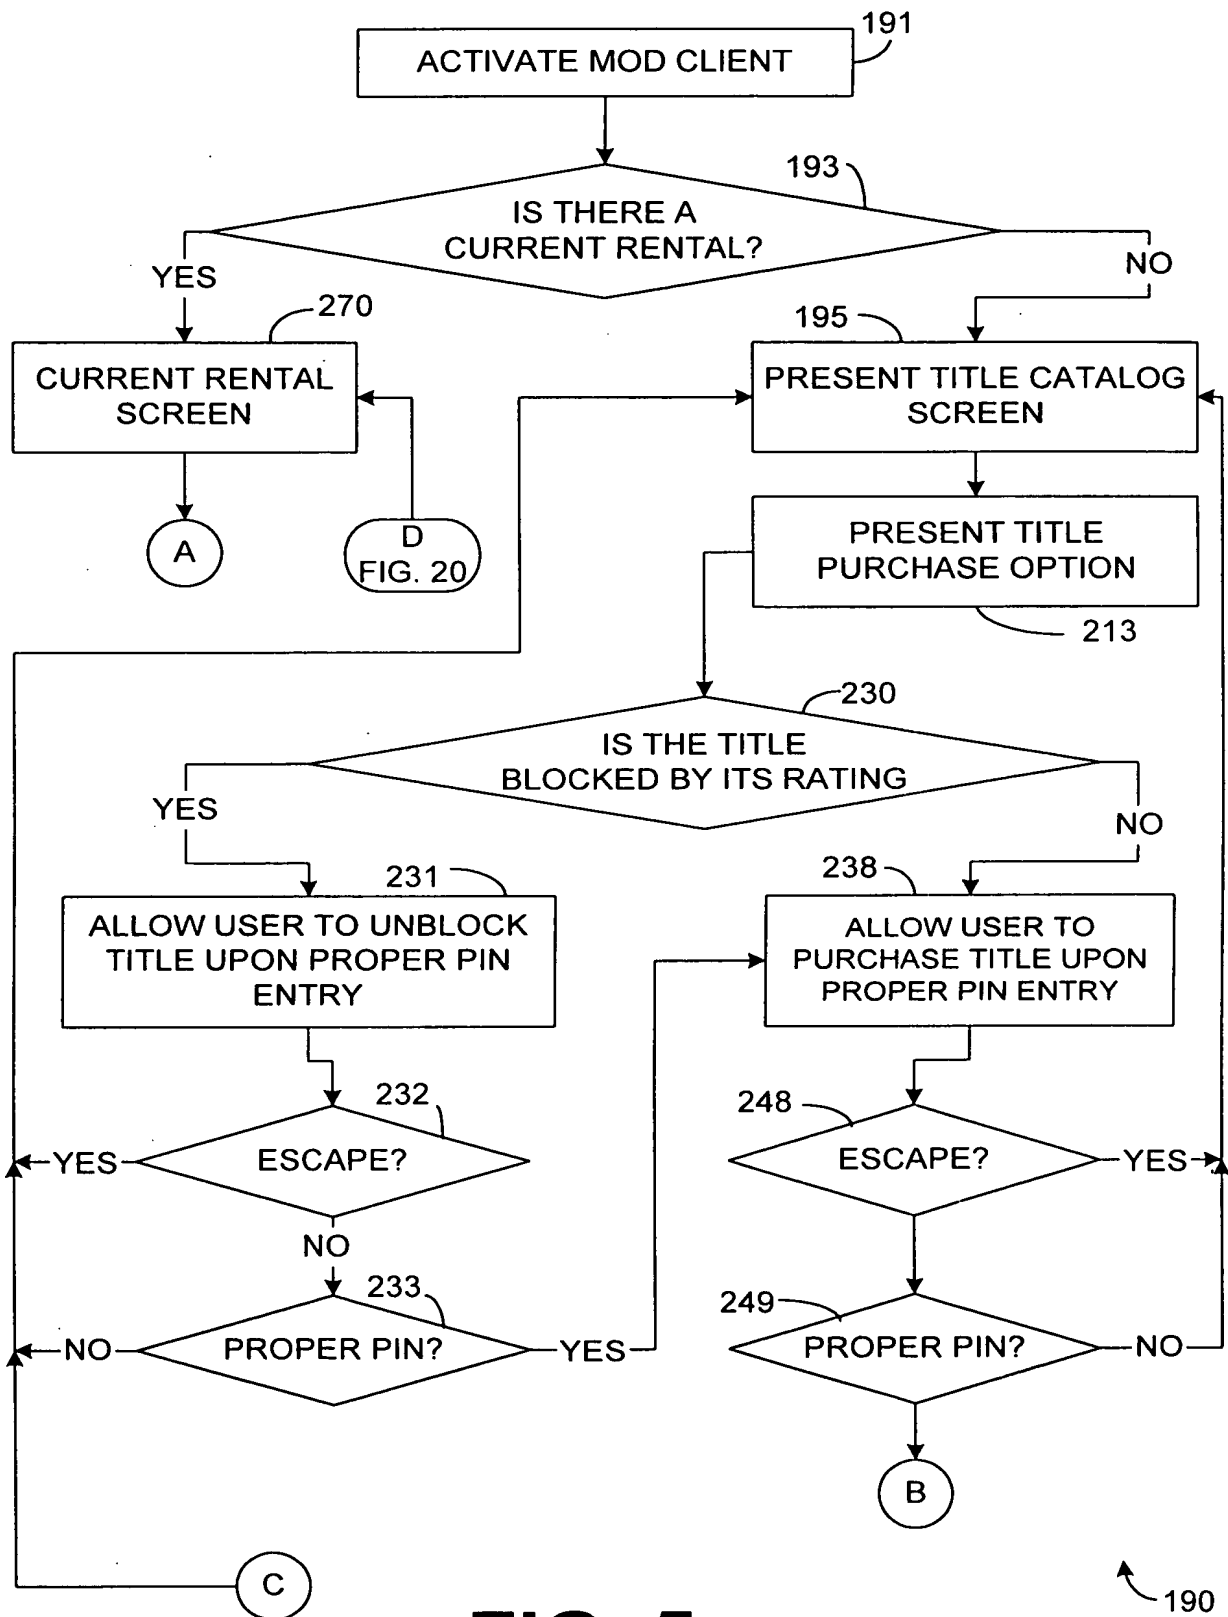 191
ACTIVATE MOD CLIENT
193
IS THERE A
CURRENT RENTAL?
YES
NO
270
195
CURRENT RENTAL
SCREEN
PRESENT TITLE CATALOG
SCREEN
A
D
FIG. 20
PRESENT TITLE
PURCHASE OPTION
213
230
IS THE TITLE
BLOCKED BY ITS RATING
YES
NO
231
238
ALLOW USER TO UNBLOCK
TITLE UPON PROPER PIN
ENTRY
ALLOW USER TO
PURCHASE TITLE UPON
PROPER PIN ENTRY
232
248
YES
ESCAPE?
ESCAPE?
YES
NO
233
249
NO
PROPER PIN?
YES
PROPER PIN?
NO
B
C
190